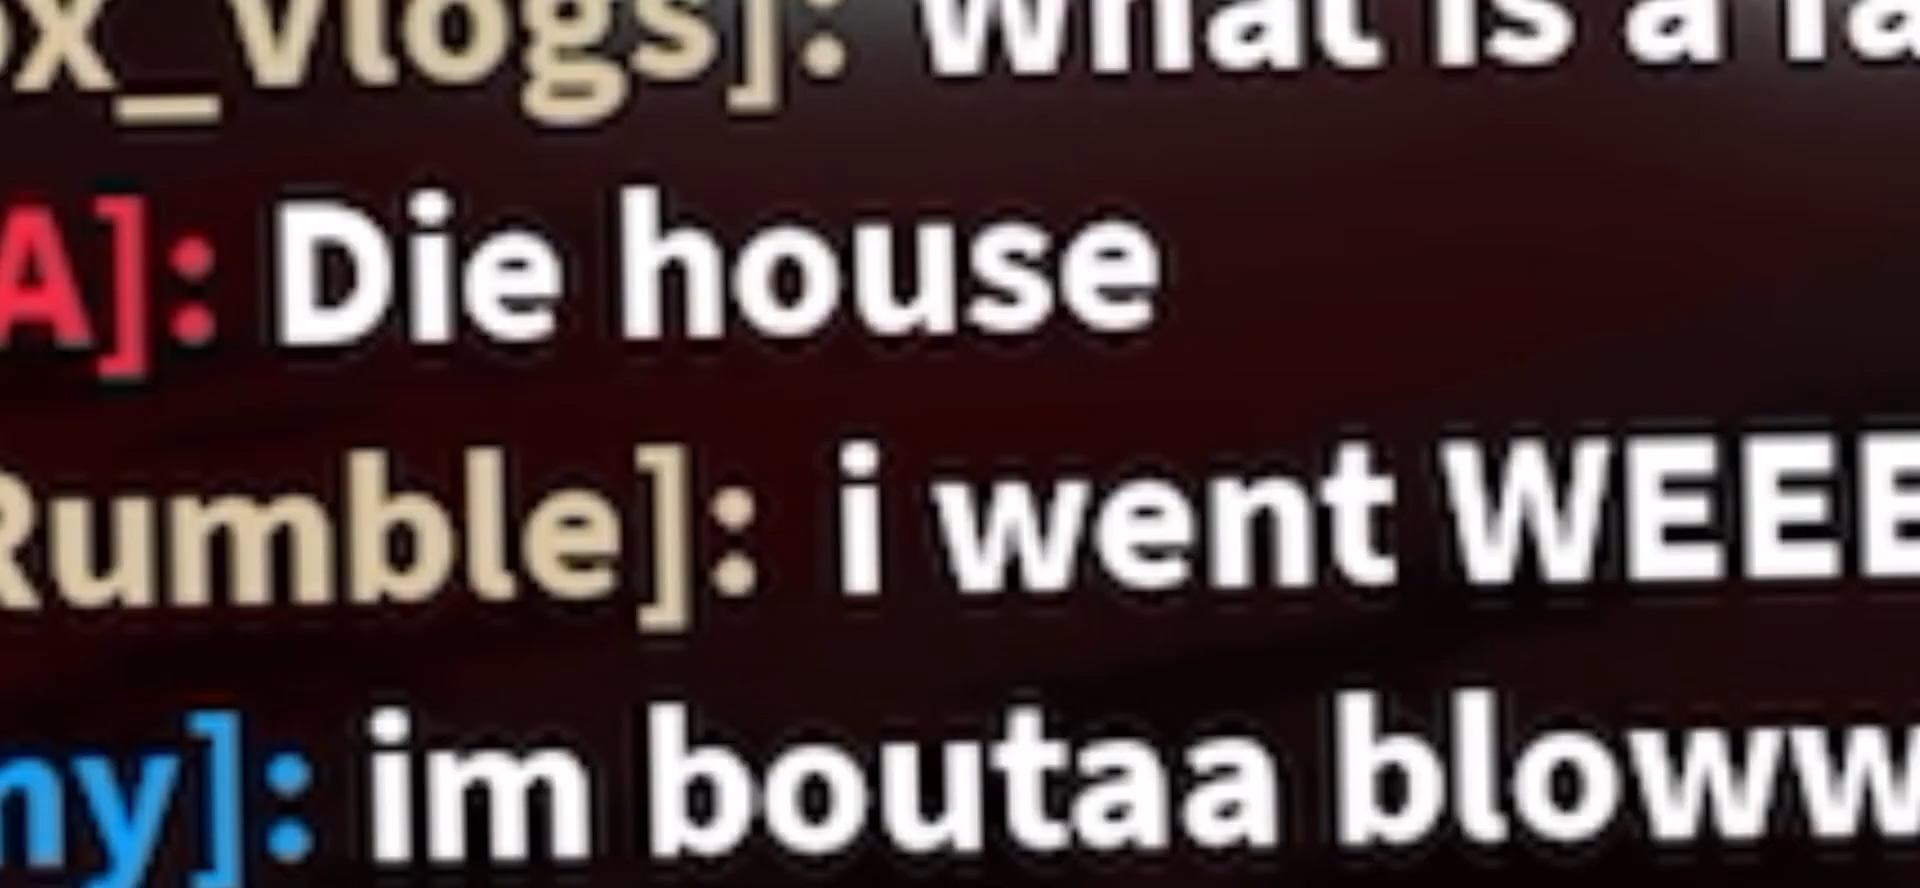 x_Vlogs]: What is a
A]: Die house
Rumble]: i went WEEE
ny]: im boutaa bloww